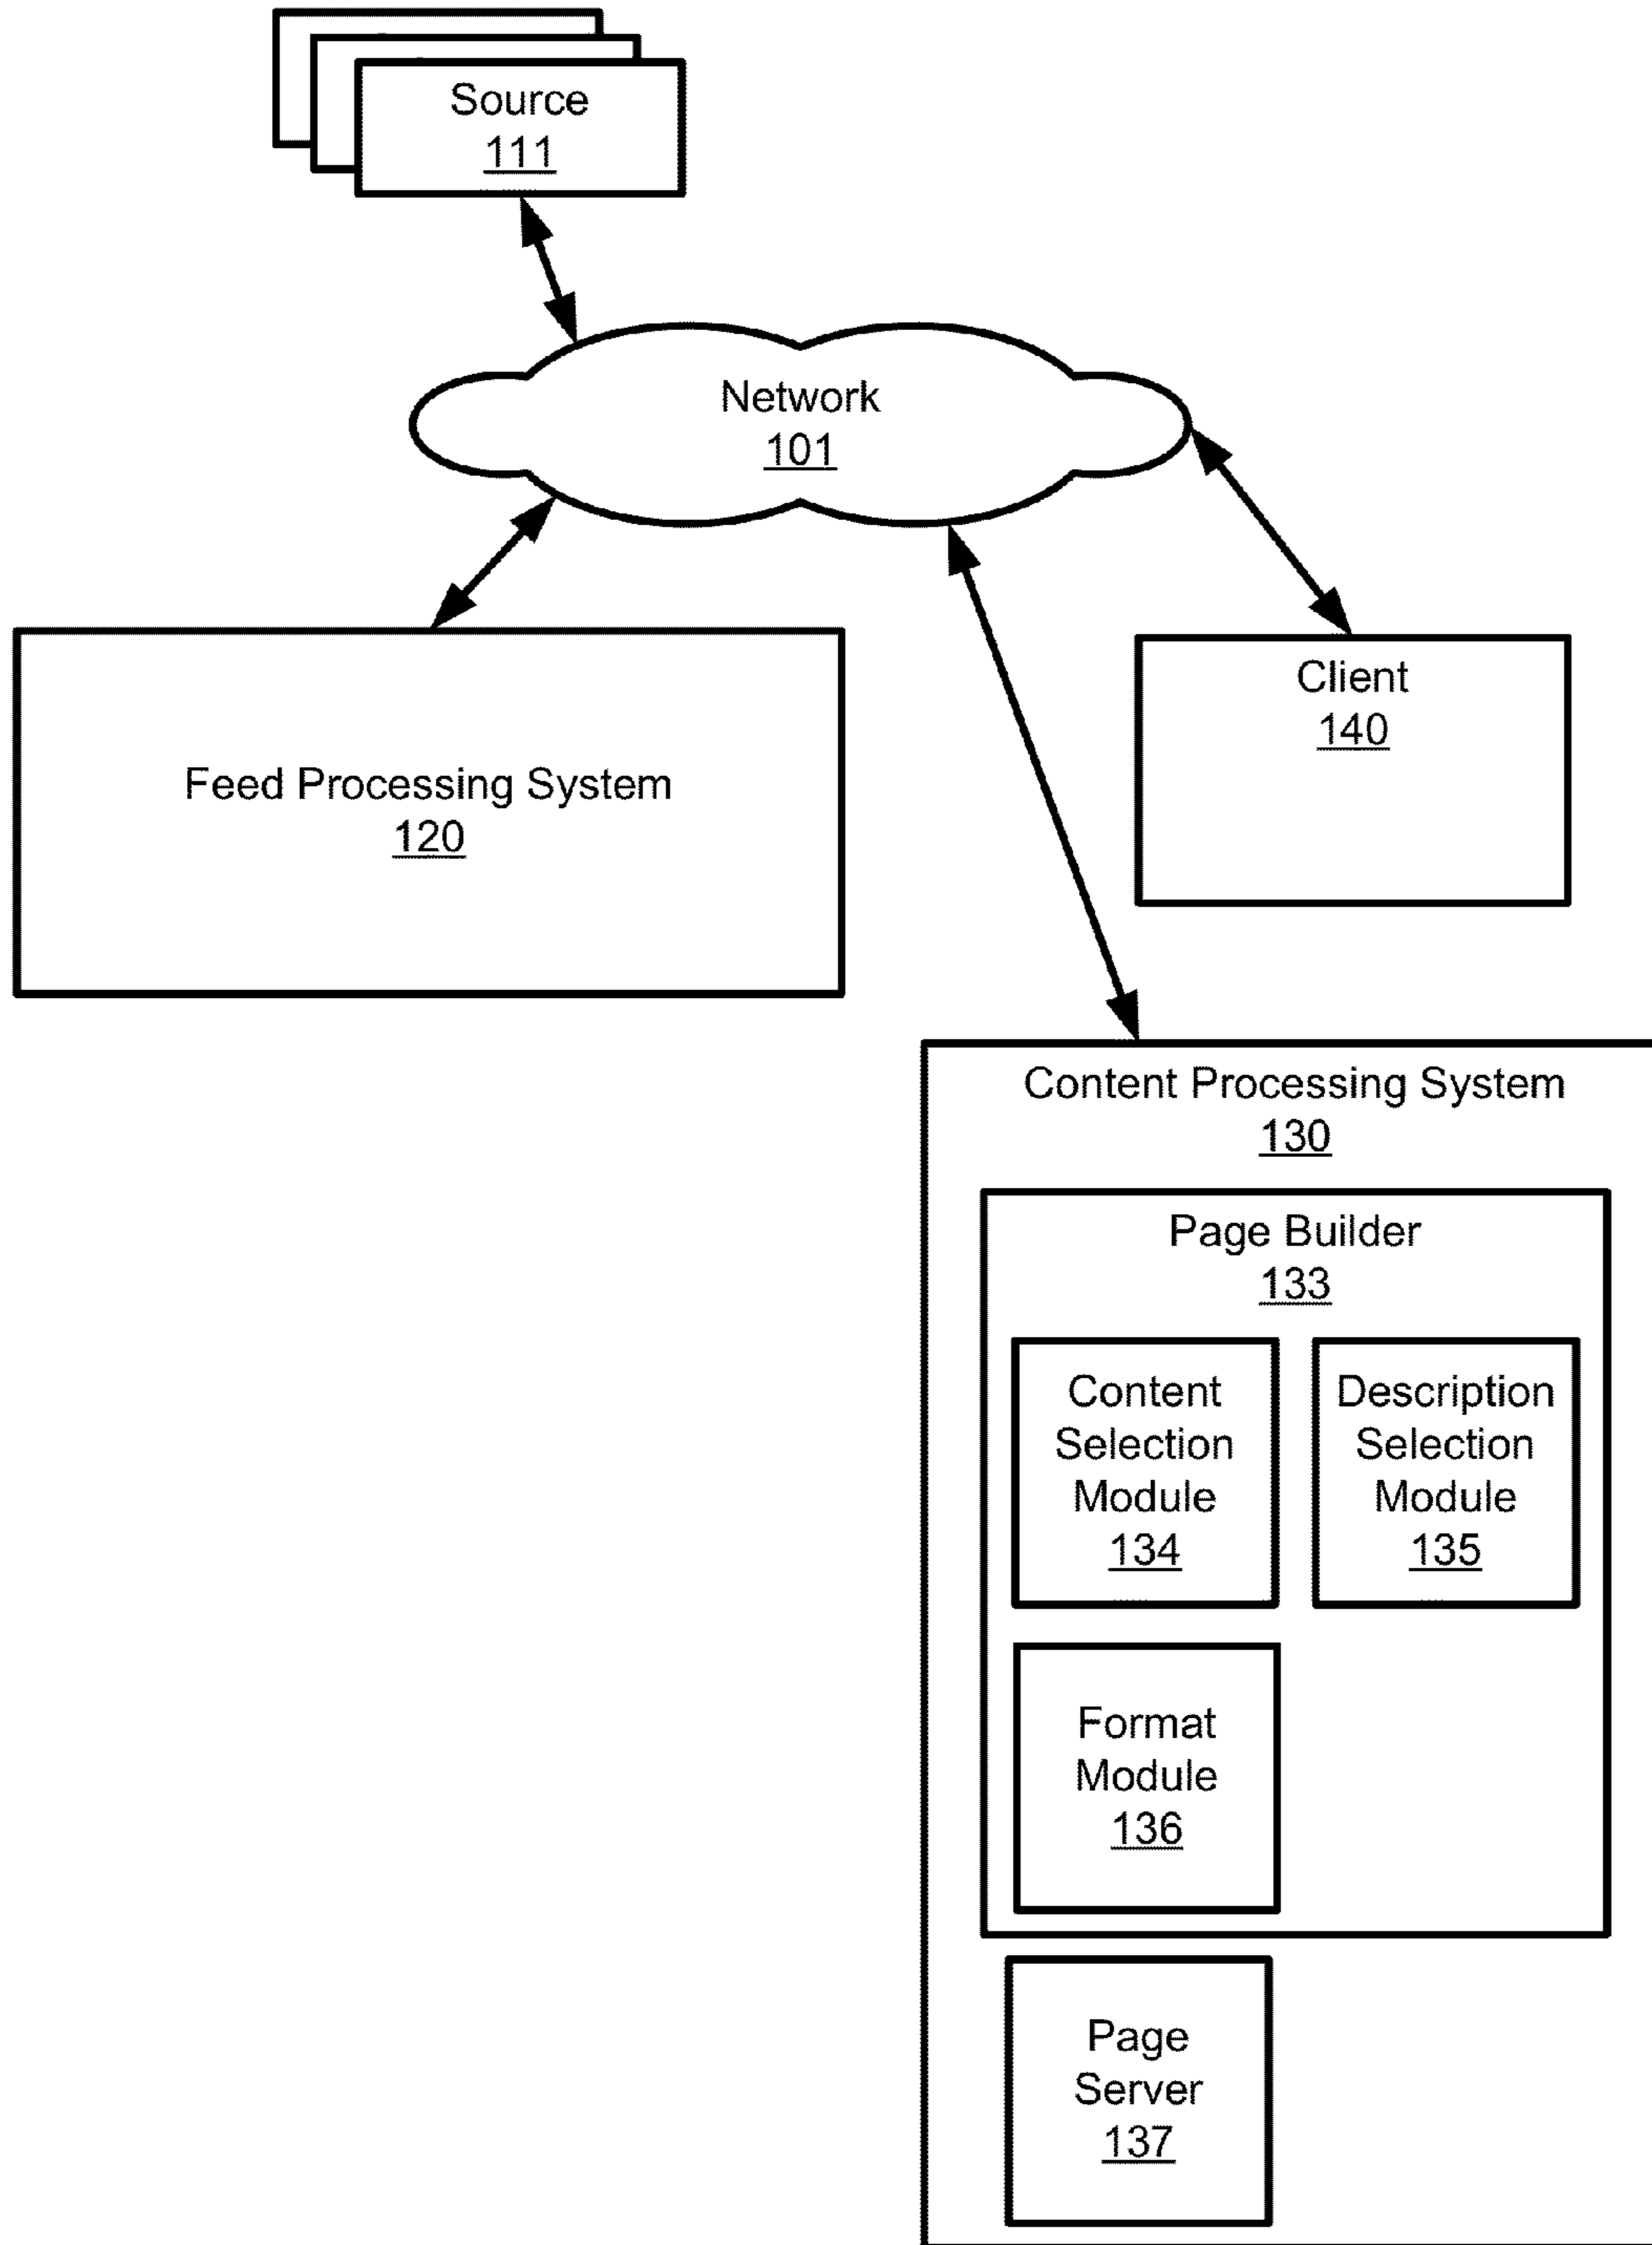 Source
111
Network
101
Feed Processing System
120
Client
140
Content Processing System
130
Page Builder
133
Content
Selection
Module
134
Description
Selection
Module
135
Format
Module
136
Page
Server
137